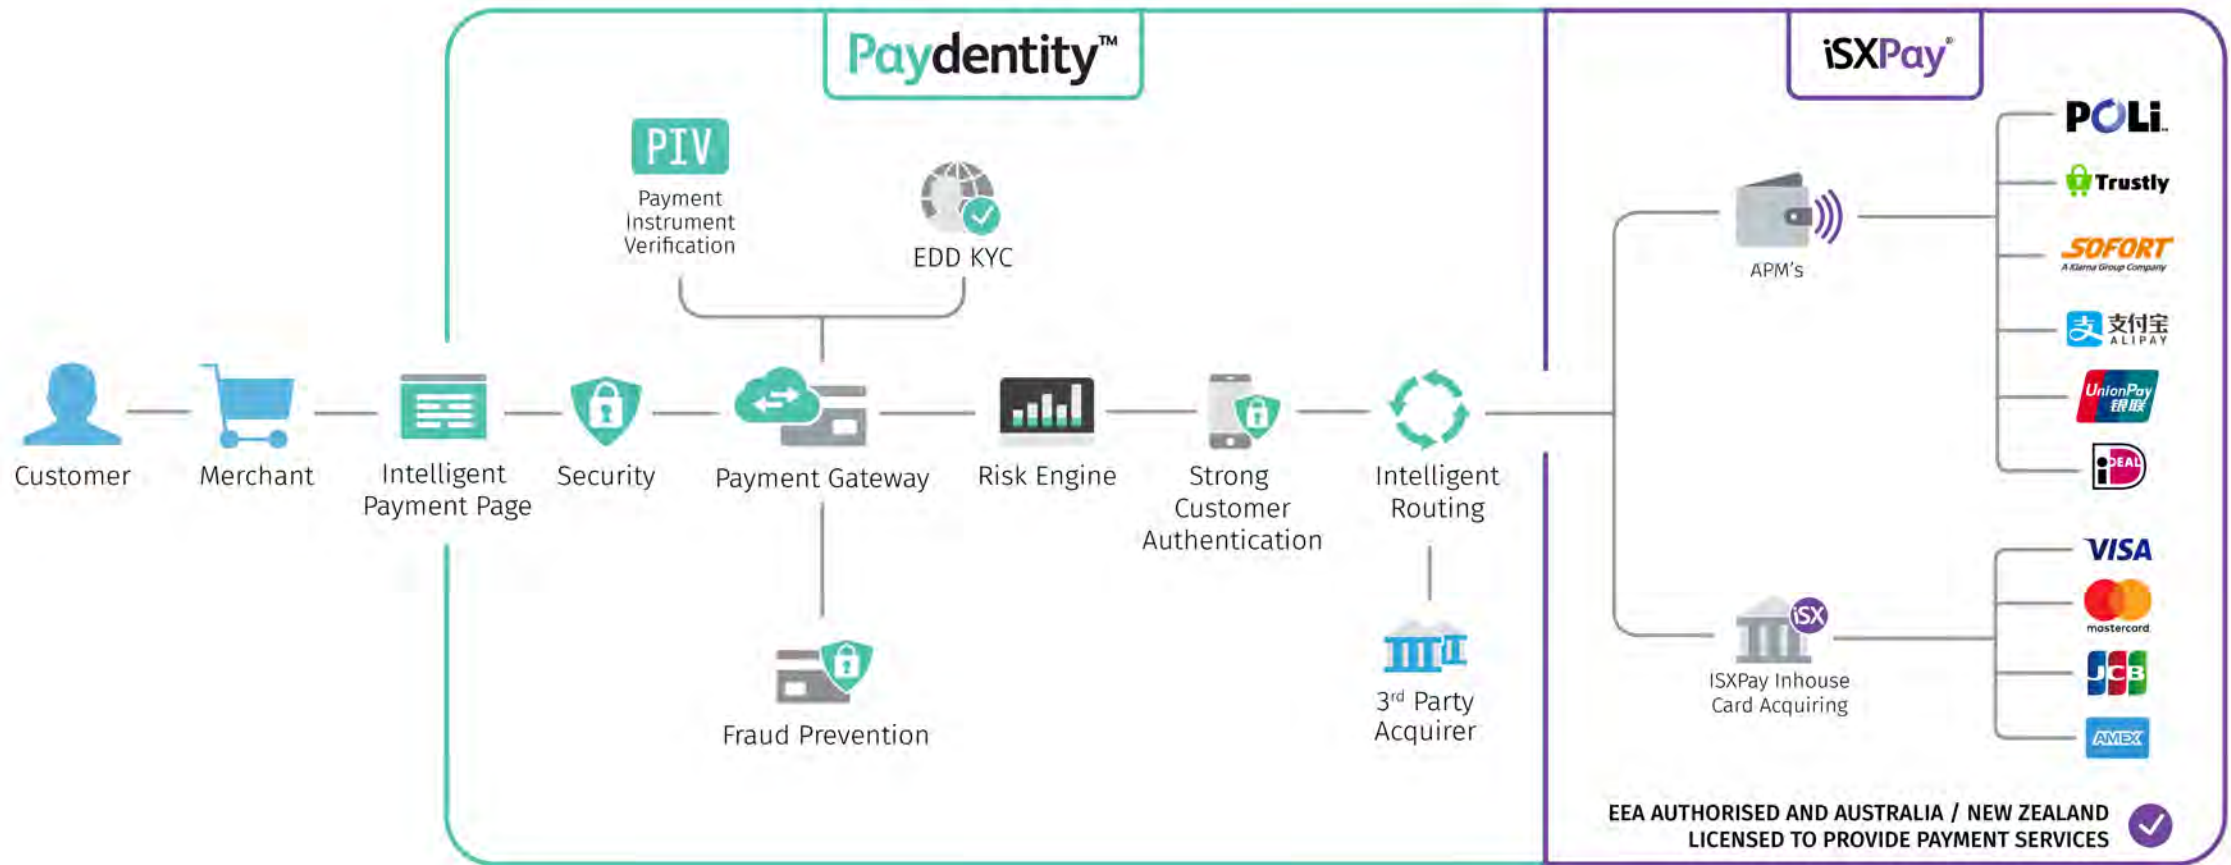 Paydentity™
iSXPay®
PIV
Payment
Instrument
Verification
EDD KYC
Customer
Merchant
Intelligent
Payment Page
Security
Payment Gateway
Risk Engine
Strong
Customer
Authentication
Intelligent
Routing
Fraud Prevention
3rd Party
Acquirer
APM's
POLi
Trustly
SOFORT
A Klarna Group Company
支 支付宝
ALIPAY
UnionPay
银联
iDEAL
iSX
ISXPay Inhouse
Card Acquiring
VISA
mastercard
JCB
AMEX
EEA AUTHORISED AND AUSTRALIA / NEW ZEALAND
LICENSED TO PROVIDE PAYMENT SERVICES